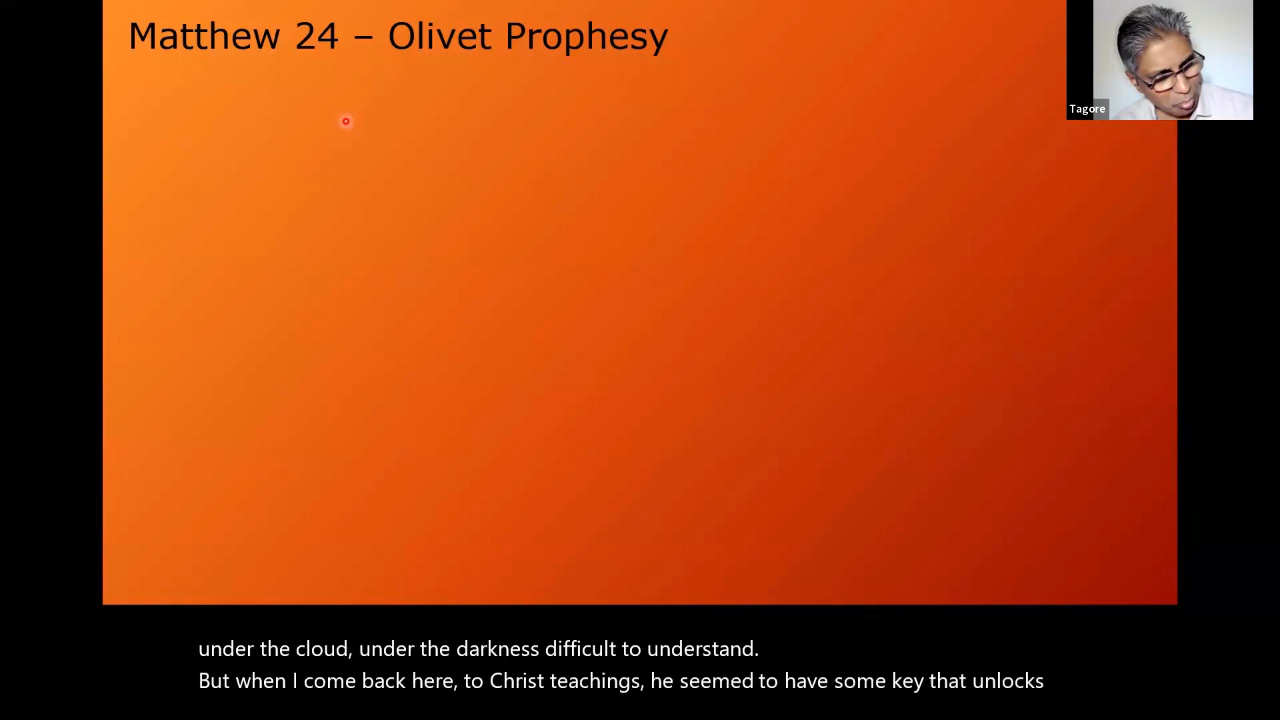 Matthew 24 – Olivet Prophesy
Tagore
under the cloud, under the darkness difficult to understand.
But when I come back here, to Christ teachings, he seemed to have some key that unlocks